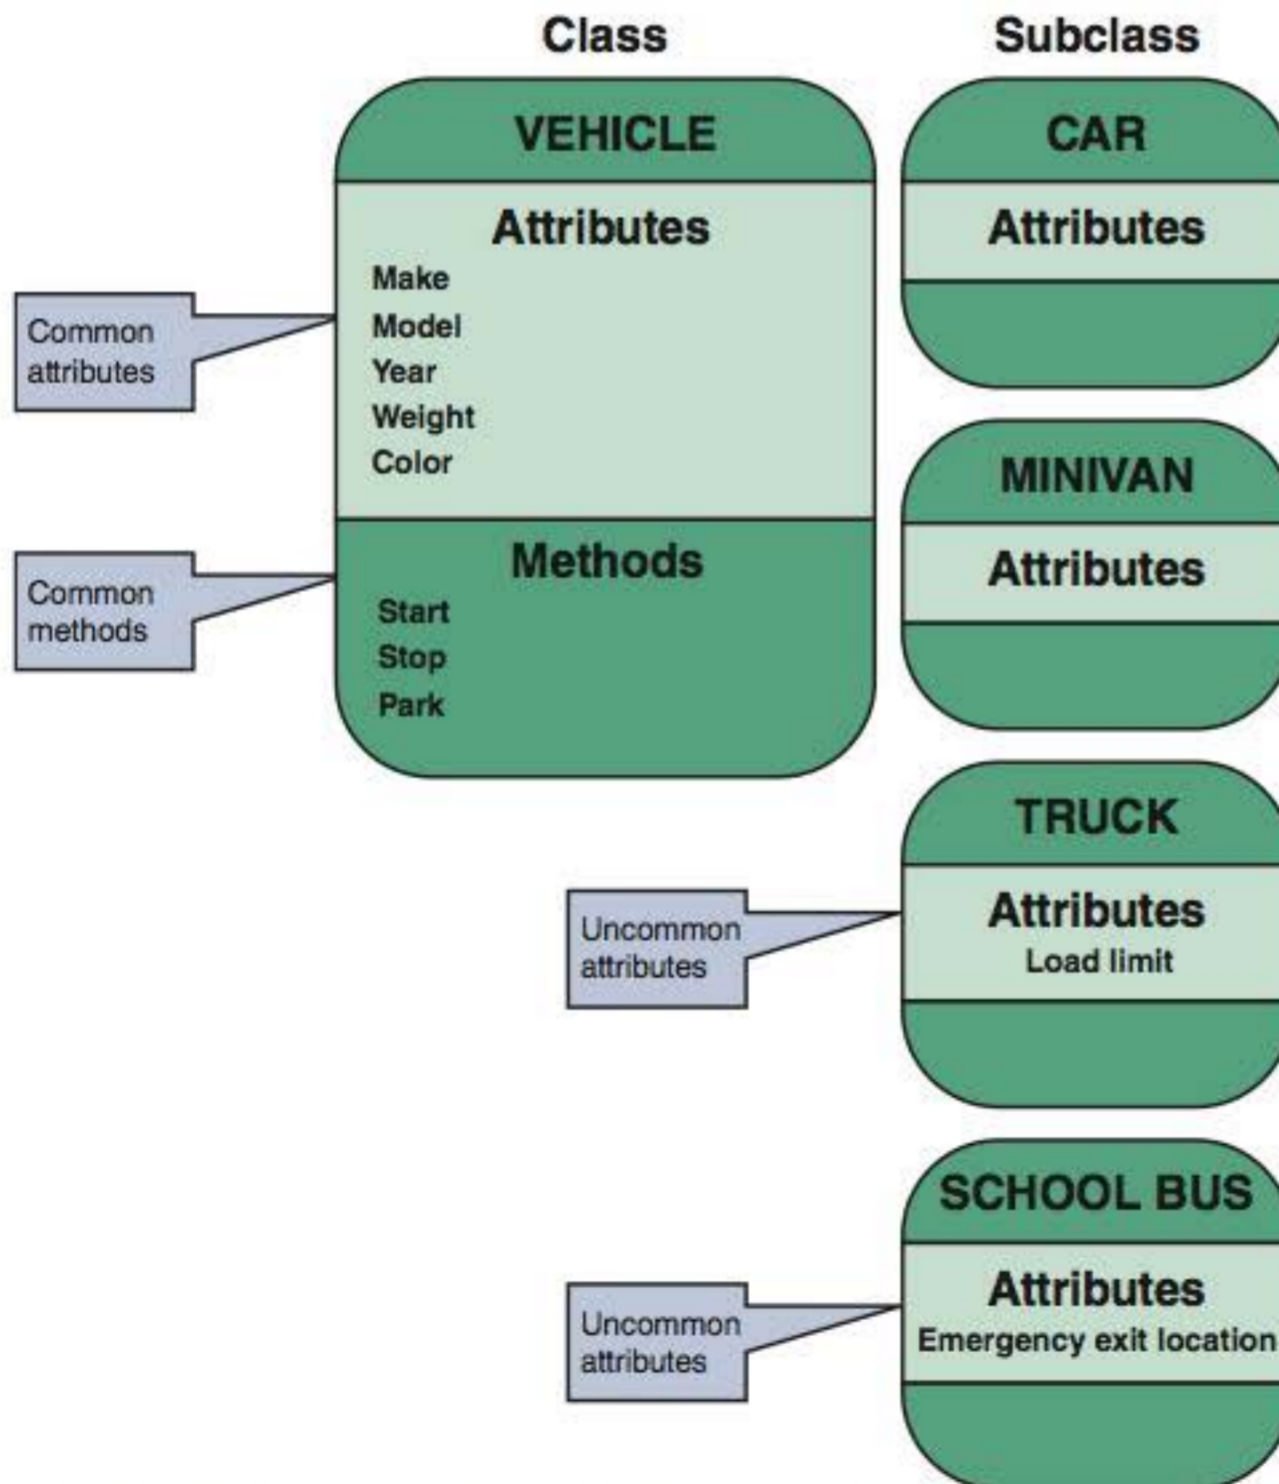 Class
Subclass
VEHICLE
Attributes
Make
Model
Year
Weight
Color
Methods
Start
Stop
Park
Common
attributes
Common
methods
CAR
Attributes
MINIVAN
Attributes
TRUCK
Attributes
Load limit
Uncommon
attributes
SCHOOL BUS
Attributes
Emergency exit location
Uncommon
attributes